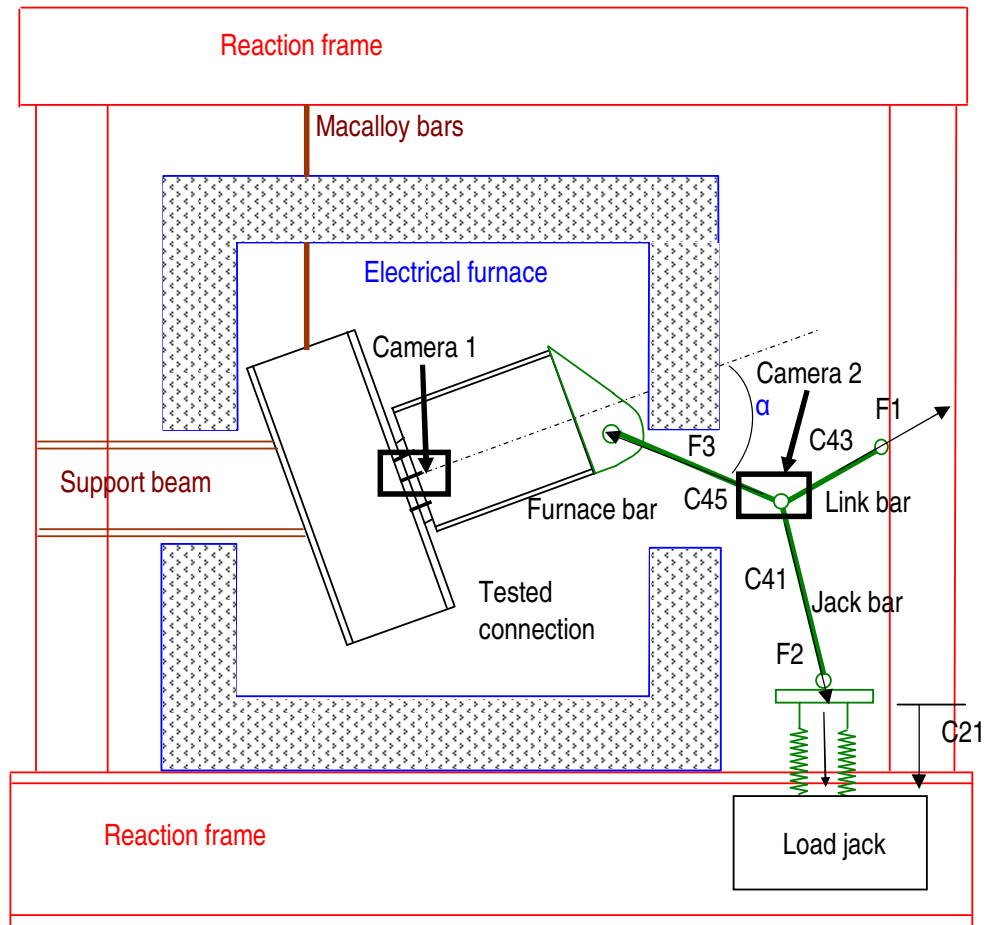 Reaction frame
Macalloy bars
Electrical furnace
Camera 1
Camera 2
α
F1
F3
C43
Support beam
C45
Link bar
Furnace bar
C41
Tested
connection
Jack bar
F2
C21
Reaction frame
Load jack